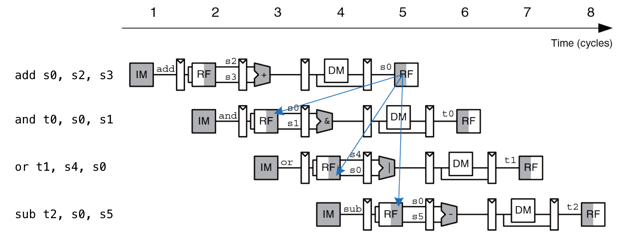 1 2 3 4 5 6 7 8
Time (cycles)
add s0, s2, s3 IM add RF s2 s3 + DM s0 RF
and t0, s0, s1 IM and RF s0 s1 & DM t0 RF
or t1, s4, s0 IM or RF s4 s0 | DM t1 RF
sub t2, s0, s5 IM sub RF s0 s5 - DM t2 RF